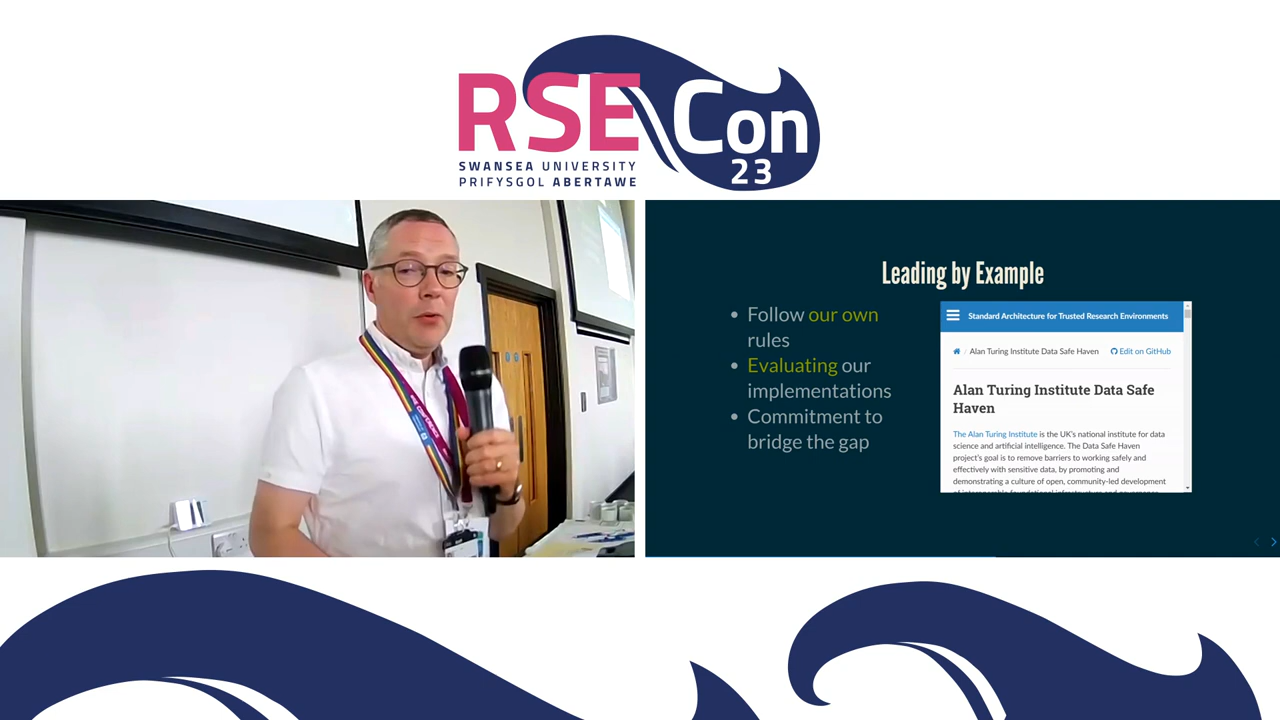 RSE Con
23
SWANSEA UNIVERSITY
PRIFYSGOL ABERTAWE
Leading by Example
Follow our own
rules
Evaluating our
implementations
Commitment to
bridge the gap
Standard Architecture for Trusted Research Environments
/ Alan Turing Institute Data Safe Haven
Edit on GitHub
Alan Turing Institute Data Safe
Haven
The Alan Turing Institute is the UK's national institute for data
science and artificial intelligence. The Data Safe Haven
project's goal is to remove barriers to working safely and
effectively with sensitive data, by promoting and
demonstrating a culture of open, community-led development